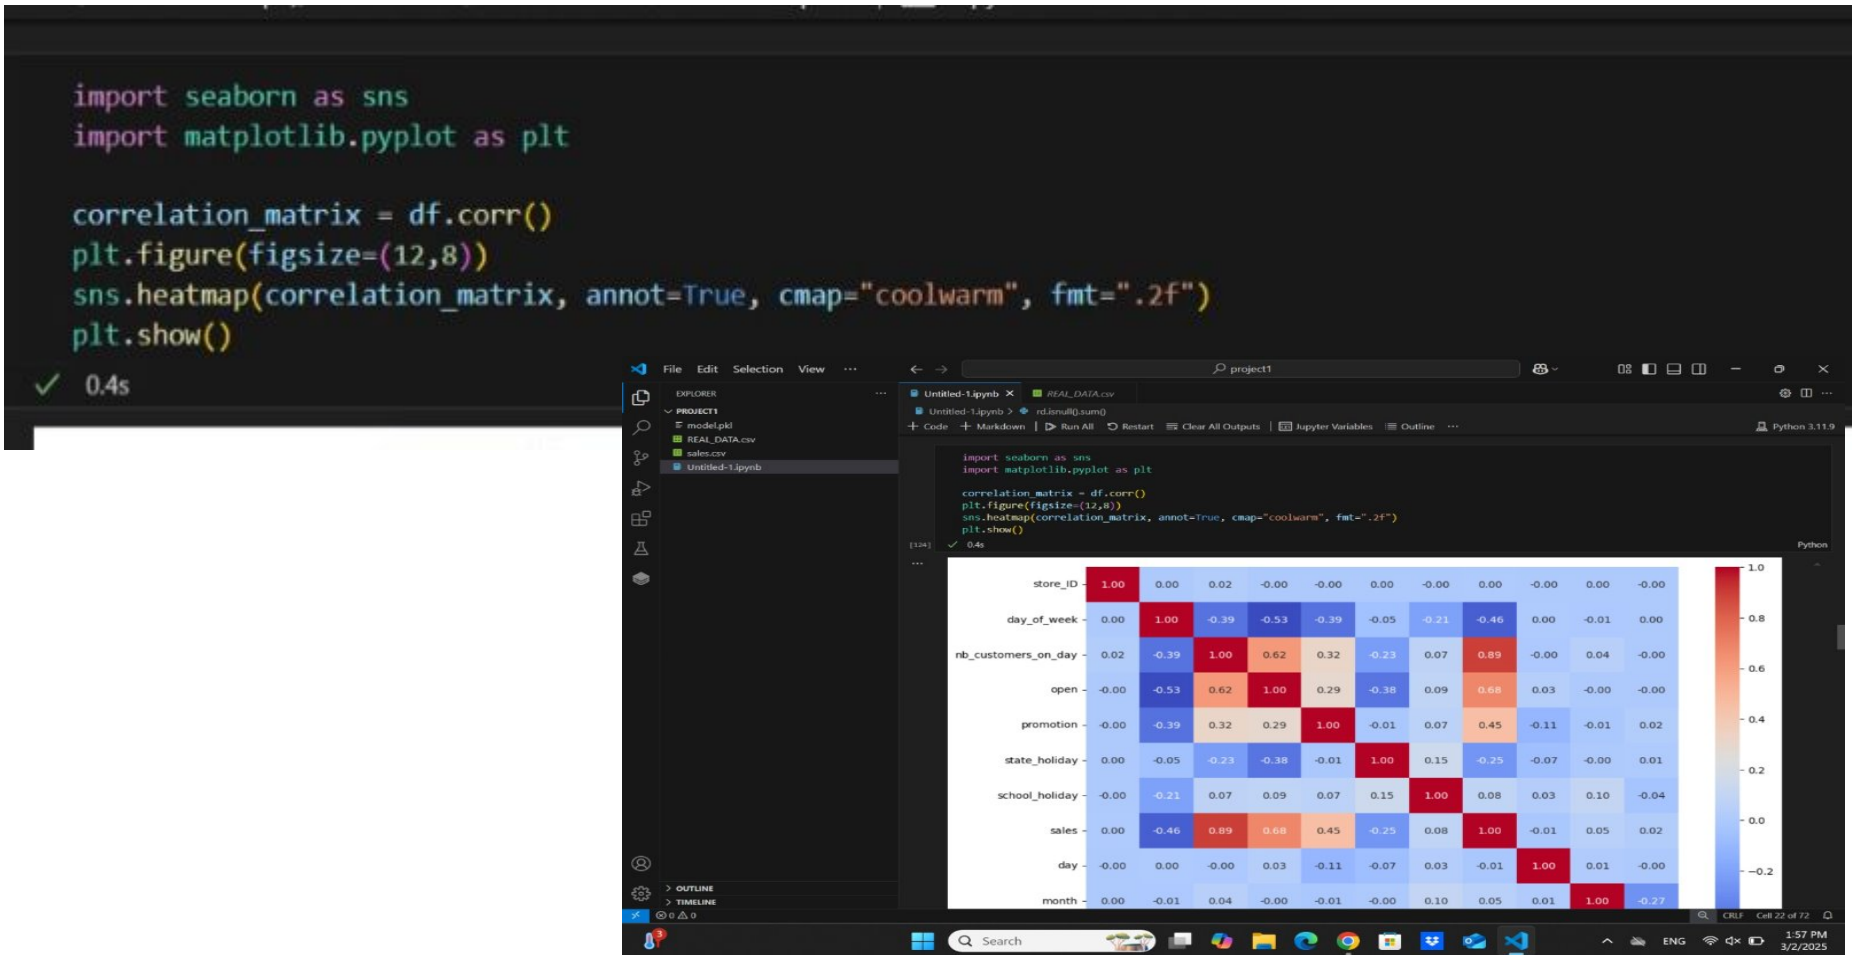 import seaborn as sns
import matplotlib.pyplot as plt
correlation_matrix = df.corr()
plt.figure(figsize=(12,8))
sns.heatmap(correlation_matrix, annot=True, cmap="coolwarm", fmt=".2f")
plt.show()
0.4s
File Edit Selection View ···
project1
EXPLORER ···
PROJECT1
model.pkl
REAL_DATA.csv
sales.csv
Untitled-1.ipynb
OUTLINE
TIMELINE
0 0
Untitled-1.ipynb REAL_DATA.csv
Untitled-1.ipynb > rd.isnull().sum()
+ Code + Markdown | Run All Restart Clear All Outputs | Jupyter Variables Outline ···
Python 3.11.9
import seaborn as sns
import matplotlib.pyplot as plt
correlation_matrix = df.corr()
plt.figure(figsize=(12,8))
sns.heatmap(correlation_matrix, annot=True, cmap="coolwarm", fmt=".2f")
plt.show()
[124] 0.4s Python
store_ID - 1.00 0.00 0.02 -0.00 -0.00 0.00 -0.00 0.00 -0.00 0.00 -0.00
day_of_week - 0.00 1.00 -0.39 -0.53 -0.39 -0.05 -0.21 -0.46 0.00 -0.01 0.00
nb_customers_on_day - 0.02 -0.39 1.00 0.62 0.32 -0.23 0.07 0.89 -0.00 0.04 -0.00
open - -0.00 -0.53 0.62 1.00 0.29 -0.38 0.09 0.68 0.03 -0.00 -0.00
promotion - -0.00 -0.39 0.32 0.29 1.00 -0.01 0.07 0.45 -0.11 -0.01 0.02
state_holiday - 0.00 -0.05 -0.23 -0.38 -0.01 1.00 0.15 -0.25 -0.07 -0.00 0.01
school_holiday - -0.00 -0.21 0.07 0.09 0.07 0.15 1.00 0.08 0.03 0.10 -0.04
sales - 0.00 -0.46 0.89 0.68 0.45 -0.25 0.08 1.00 -0.01 0.05 0.02
day - -0.00 0.00 -0.00 0.03 -0.11 -0.07 0.03 -0.01 1.00 0.01 -0.00
month - 0.00 -0.01 0.04 -0.00 -0.01 -0.00 0.10 0.05 0.01 1.00 -0.27
1.0
0.8
0.6
0.4
0.2
0.0
-0.2
CRLF Cell 22 of 72
3
Search
ENG
1:57 PM
3/2/2025